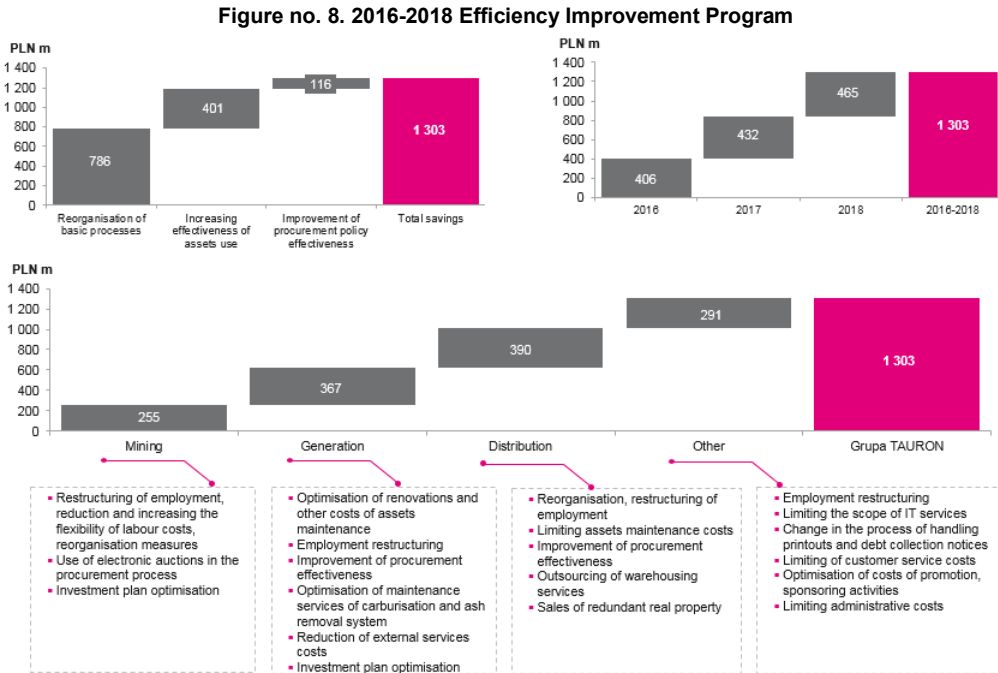 Figure no. 8. 2016-2018 Efficiency Improvement Program
PLN m
1 400
1 200
1 000
800
600
400
200
0
786
401
116
1 303
Reorganisation of
basic processes
Increasing
effectiveness of
assets use
Improvement of
procurement policy
effectiveness
Total savings
PLN m
1 400
1 200
1 000
800
600
400
200
0
406
432
465
1 303
2016
2017
2018
2016-2018
PLN m
1 400
1 200
1 000
800
600
400
200
0
255
367
390
291
1 303
Mining
Generation
Distribution
Other
Grupa TAURON
▪ Restructuring of employment,
reduction and increasing the
flexibility of labour costs,
reorganisation measures
▪ Use of electronic auctions in the
procurement process
▪ Investment plan optimisation
▪ Optimisation of renovations and
other costs of assets
maintenance
▪ Employment restructuring
▪ Improvement of procurement
effectiveness
▪ Optimisation of maintenance
services of carburisation and ash
removal system
▪ Reduction of external services
costs
▪ Investment plan optimisation
▪ Reorganisation, restructuring of
employment
▪ Limiting assets maintenance costs
▪ Improvement of procurement
effectiveness
▪ Outsourcing of warehousing
services
▪ Sales of redundant real property
▪ Employment restructuring
▪ Limiting the scope of IT services
▪ Change in the process of handling
printouts and debt collection notices
▪ Limiting of customer service costs
▪ Optimisation of costs of promotion,
sponsoring activities
▪ Limiting administrative costs